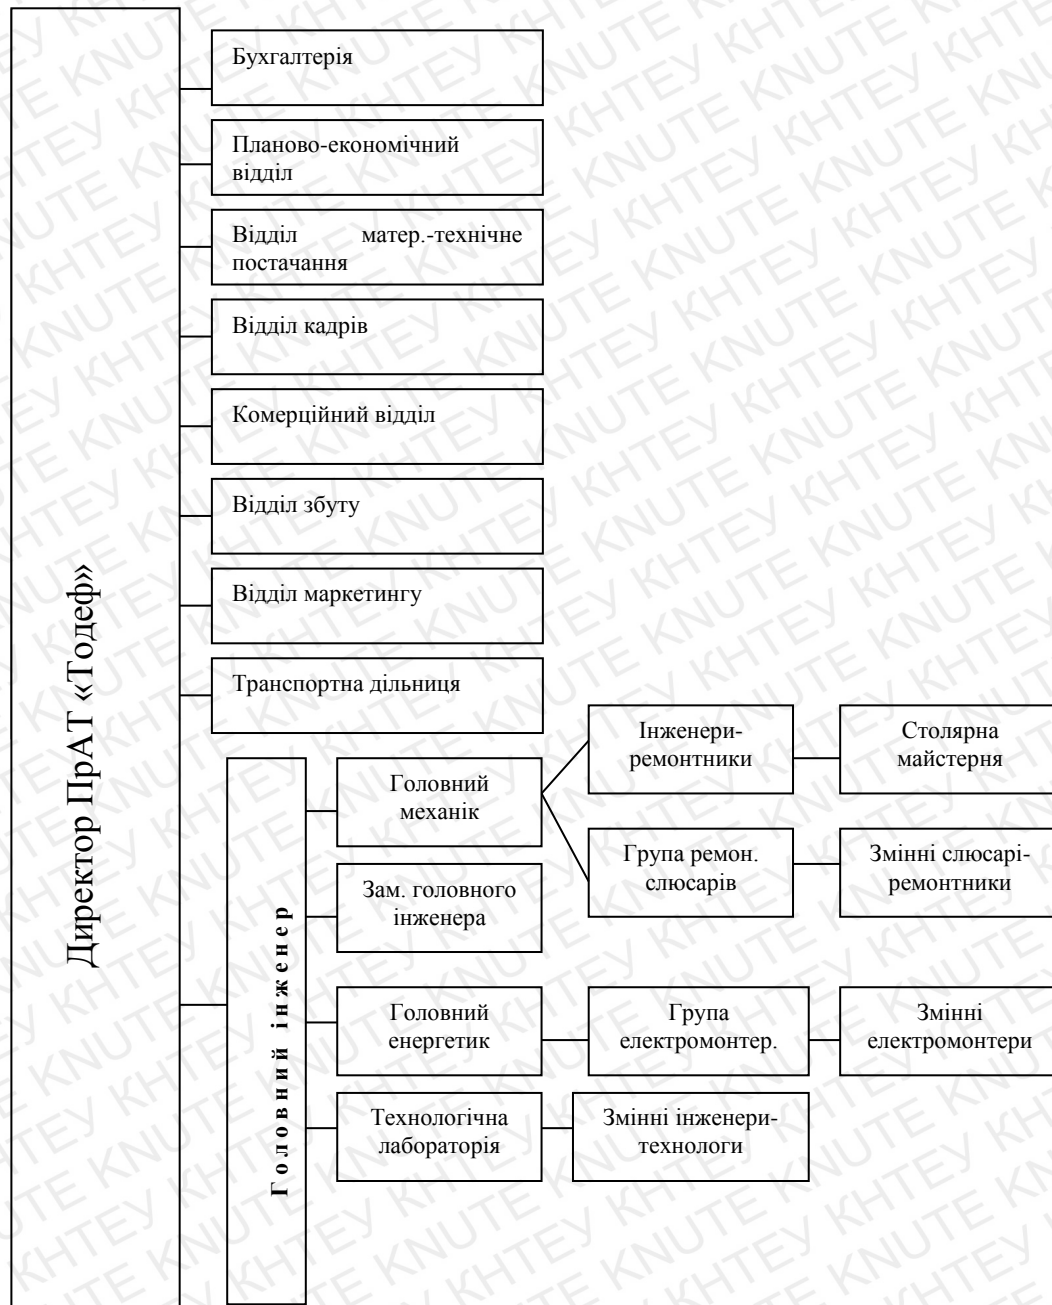 Директор ПрАТ «Тодеф»
Бухгалтерія
Планово-економічний
відділ
Відділ матер.-технічне
постачання
Відділ кадрів
Комерційний відділ
Відділ збуту
Відділ маркетингу
Транспортна дільниця
Головний інженер
Головний
механік
Інженери-
ремонтники
Столярна
майстерня
Група ремон.
слюсарів
Змінні слюсарі-
ремонтники
Зам. головного
інженера
Головний
енергетик
Група
електромонтер.
Змінні
електромонтери
Технологічна
лабораторія
Змінні інженери-
технологи